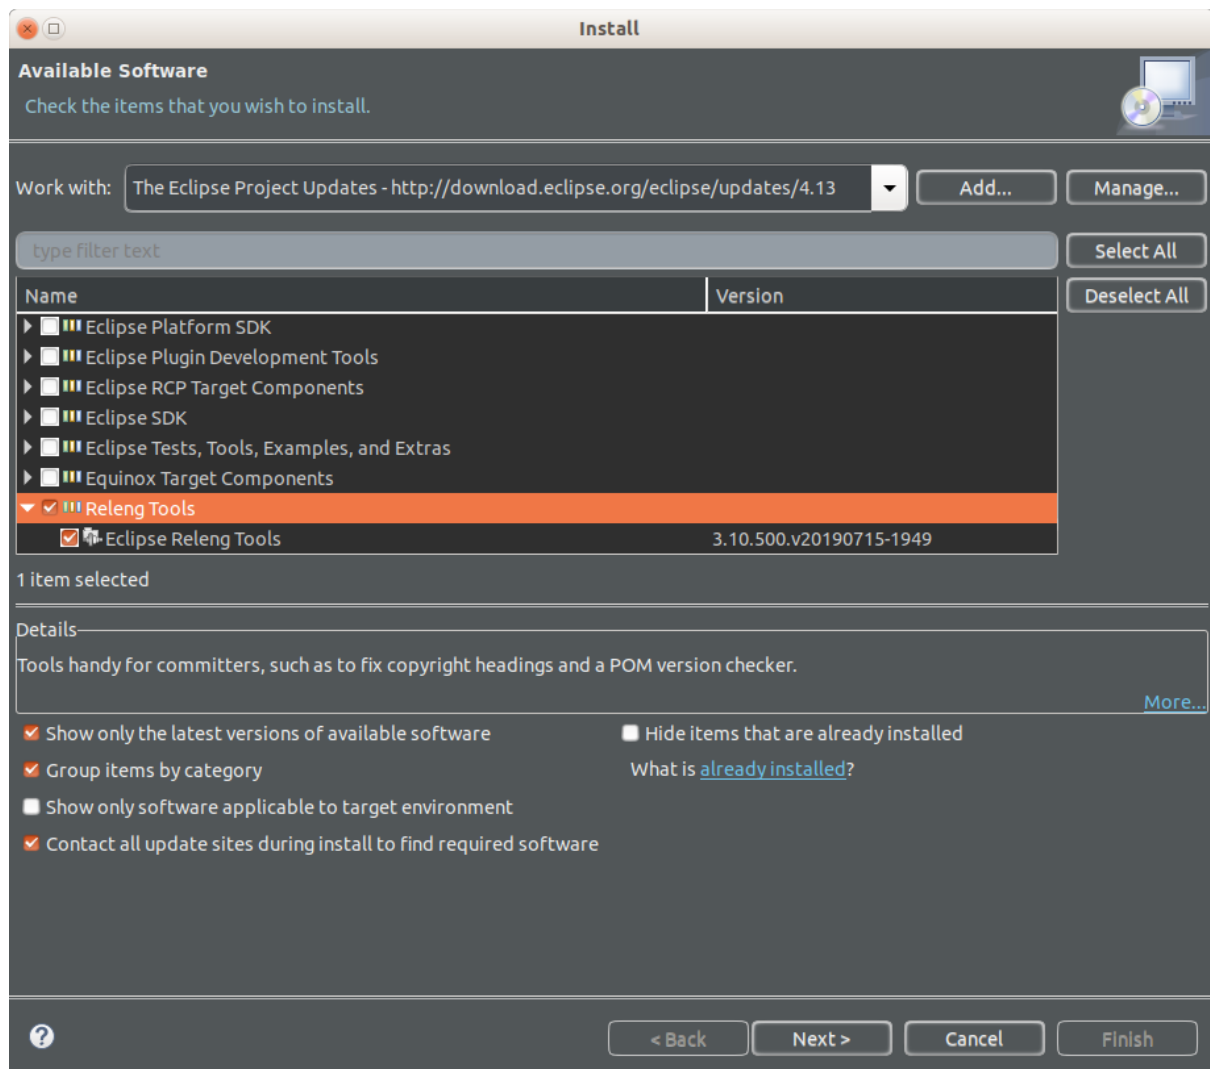 Install
Available Software
Check the items that you wish to install.
Work with: The Eclipse Project Updates - http://download.eclipse.org/eclipse/updates/4.13 Add... Manage...
type filter text Select All
Name Version Deselect All
Eclipse Platform SDK
Eclipse Plugin Development Tools
Eclipse RCP Target Components
Eclipse SDK
Eclipse Tests, Tools, Examples, and Extras
Equinox Target Components
Releng Tools
Eclipse Releng Tools 3.10.500.v20190715-1949
1 item selected
Details
Tools handy for committers, such as to fix copyright headings and a POM version checker.
More...
Show only the latest versions of available software Hide items that are already installed
Group items by category What is already installed?
Show only software applicable to target environment
Contact all update sites during install to find required software
? < Back Next > Cancel Finish